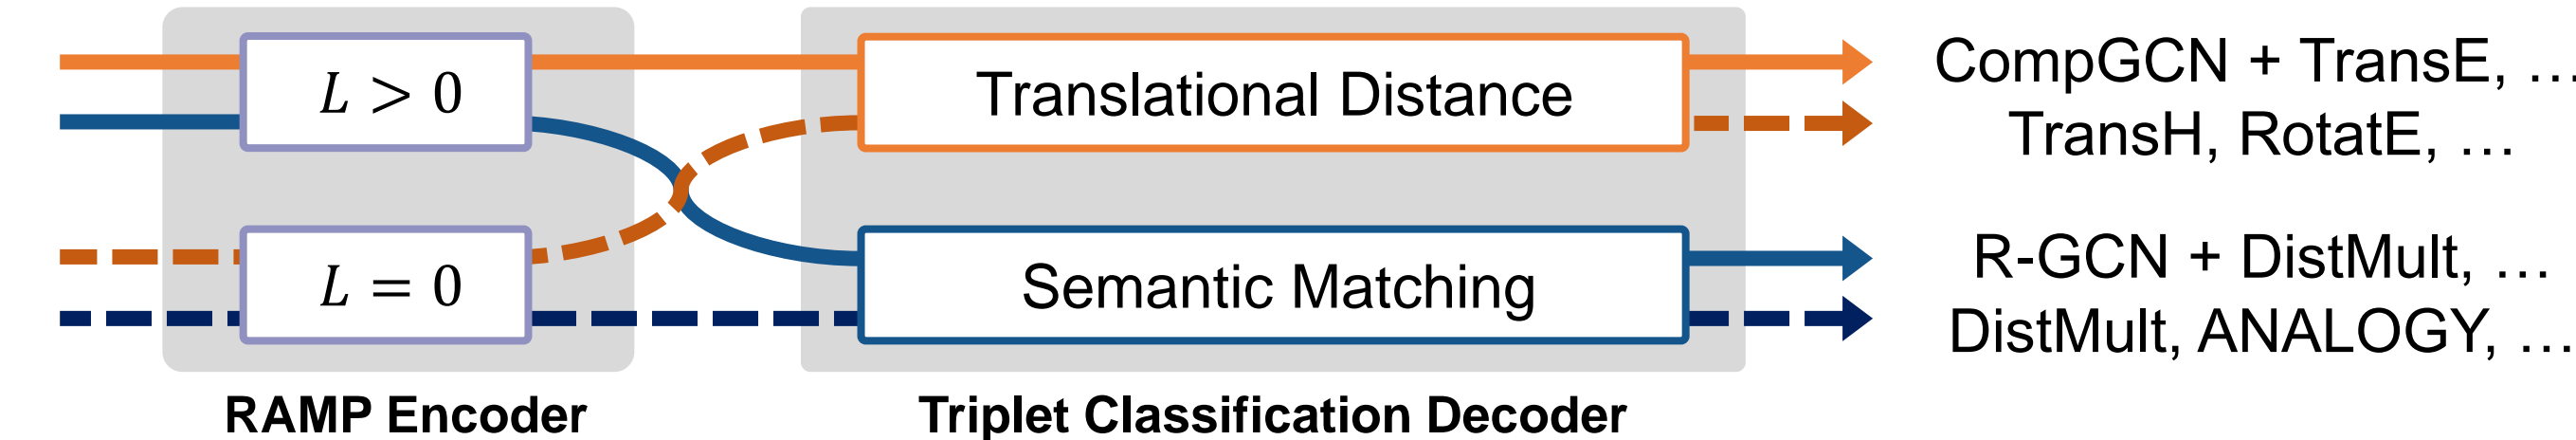 L > 0
Translational Distance
CompGCN + TransE, …
TransH, RotatE, …
L = 0
Semantic Matching
R-GCN + DistMult, …
DistMult, ANALOGY, …
RAMP Encoder
Triplet Classification Decoder